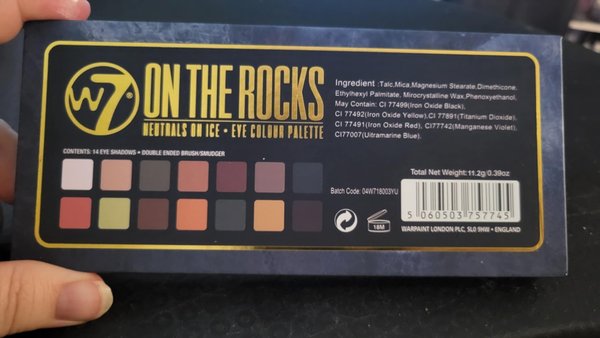 W7
ON THE ROCKS
NEUTRALS ON ICE • EYE COLOUR PALETTE
CONTENTS: 14 EYE SHADOWS + DOUBLE ENDED BRUSH/SMUDGER
Ingredient :Talc,Mica,Magnesium Stearate,Dimethicone,
Ethylhexyl Palmitate, Mirocrystalline Wax,Phenoxyethanol,
May Contain: CI 77499(Iron Oxide Black),
CI 77492(Iron Oxide Yellow),CI 77891(Titanium Dioxide),
CI 77491(Iron Oxide Red), CI77742(Manganese Violet),
CI77007(Ultramarine Blue).
Total Net Weight:11.2g/0.39oz
Batch Code: 04W718003YU
18M
5 060503 757745
WARPAINT LONDON PLC, SL0 9HW • ENGLAND